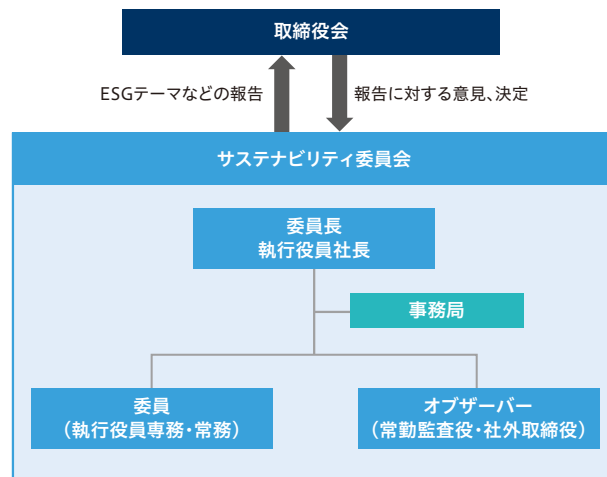 取締役会
ESGテーマなどの報告
報告に対する意見、決定
サステナビリティ委員会
委員長
執行役員社長
事務局
委員
（執行役員専務・常務）
オブザーバー
（常勤監査役・社外取締役）